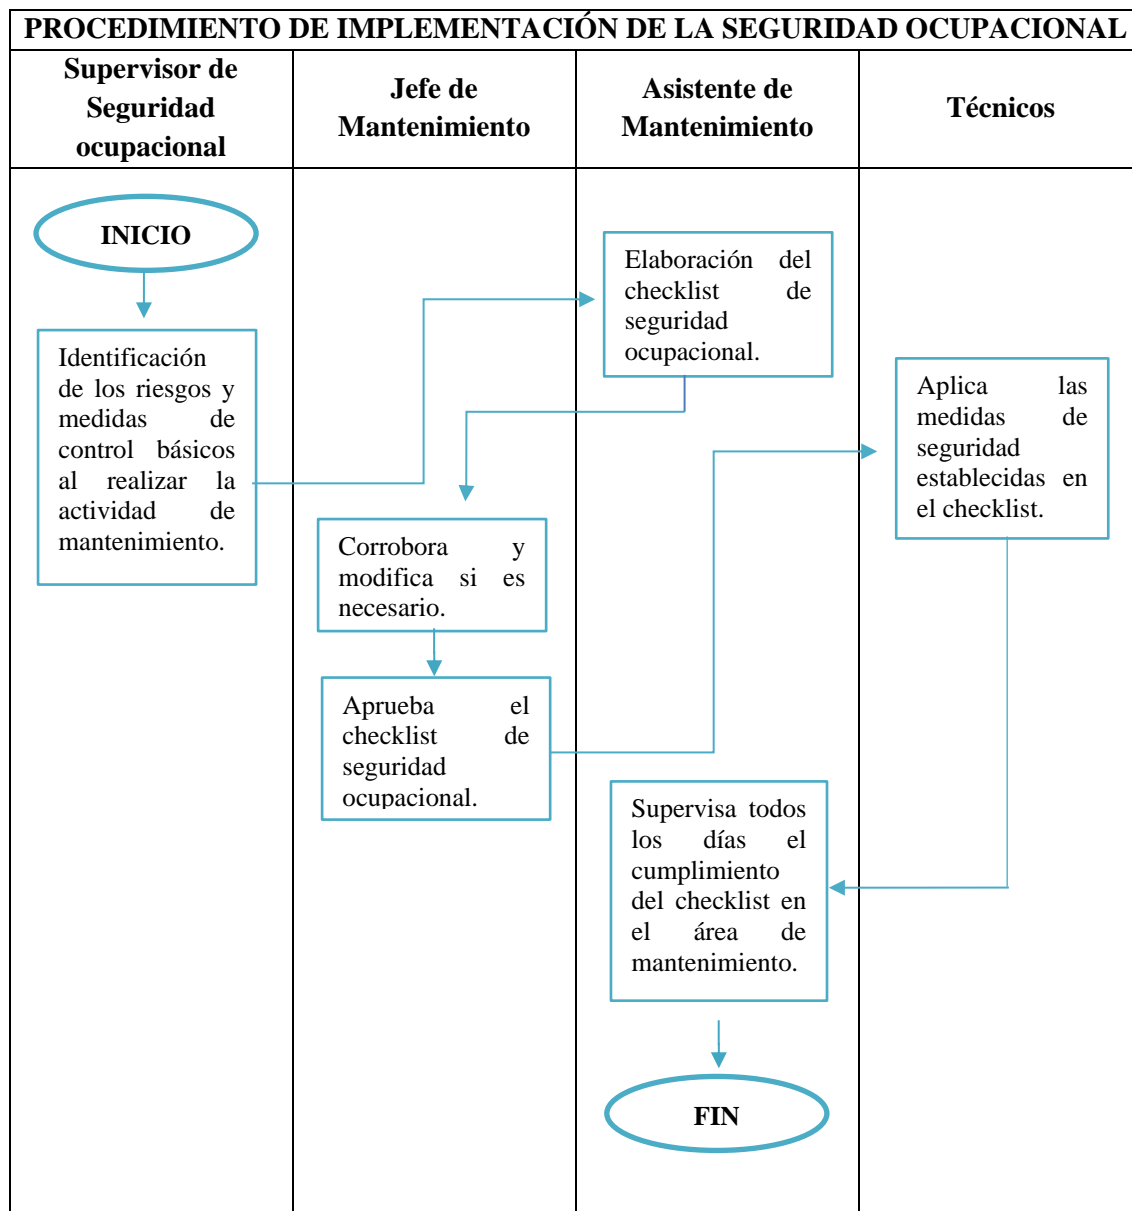 PROCEDIMIENTO DE IMPLEMENTACIÓN DE LA SEGURIDAD OCUPACIONAL
Supervisor de
Seguridad
ocupacional
Jefe de
Mantenimiento
Asistente de
Mantenimiento
Técnicos
INICIO
Identificación
de los riesgos y
medidas de
control básicos
al realizar la
actividad de
mantenimiento.
Elaboración del
checklist de
seguridad
ocupacional.
Corrobora y
modifica si es
necesario.
Aprueba el
checklist de
seguridad
ocupacional.
Aplica las
medidas de
seguridad
establecidas en
el checklist.
Supervisa todos
los días el
cumplimiento
del checklist en
el área de
mantenimiento.
FIN